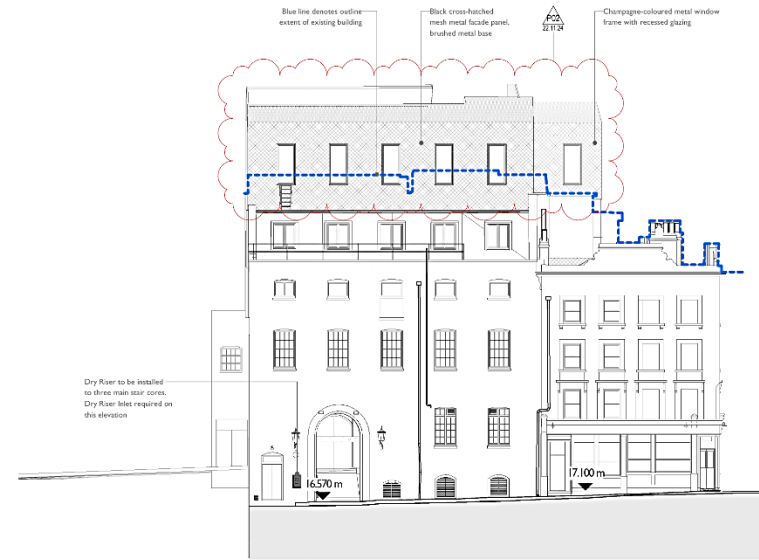 Blue line denotes outline
extent of existing building
Black cross-hatched
mesh metal facade panel,
brushed metal base
P02
22.11.24
Champagne-coloured metal window
frame with recessed glazing
Dry Riser to be installed
to three main stair cores.
Dry Riser Inlet required on
this elevation
16.570 m
17.100 m